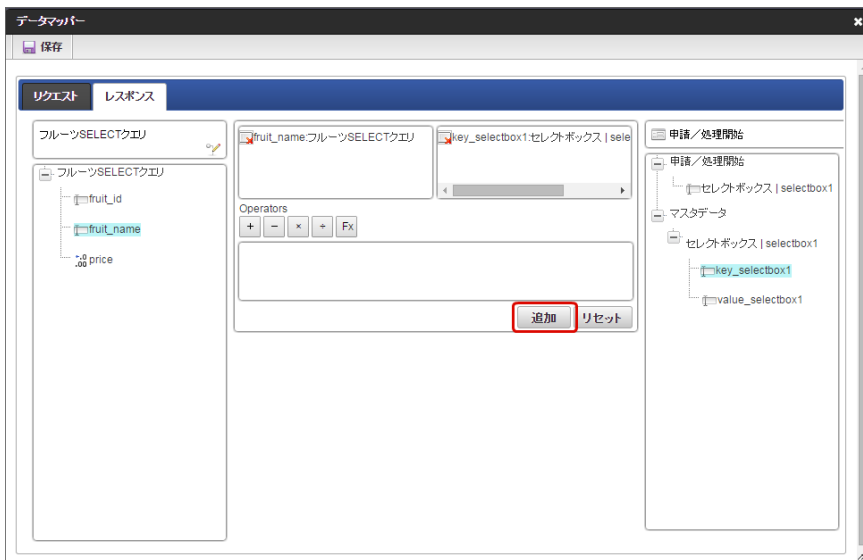 データマッパー
保存
リクエスト レスポンス
フルーツSELECTクエリ
フルーツSELECTクエリ
fruit_id
fruit_name
price
fruit_name:フルーツSELECTクエリ
key_selectbox1:セレクトボックス | sele
Operators
+ − × ÷ Fx
追加 リセット
申請/処理開始
申請/処理開始
セレクトボックス | selectbox1
マスタデータ
セレクトボックス | selectbox1
key_selectbox1
value_selectbox1